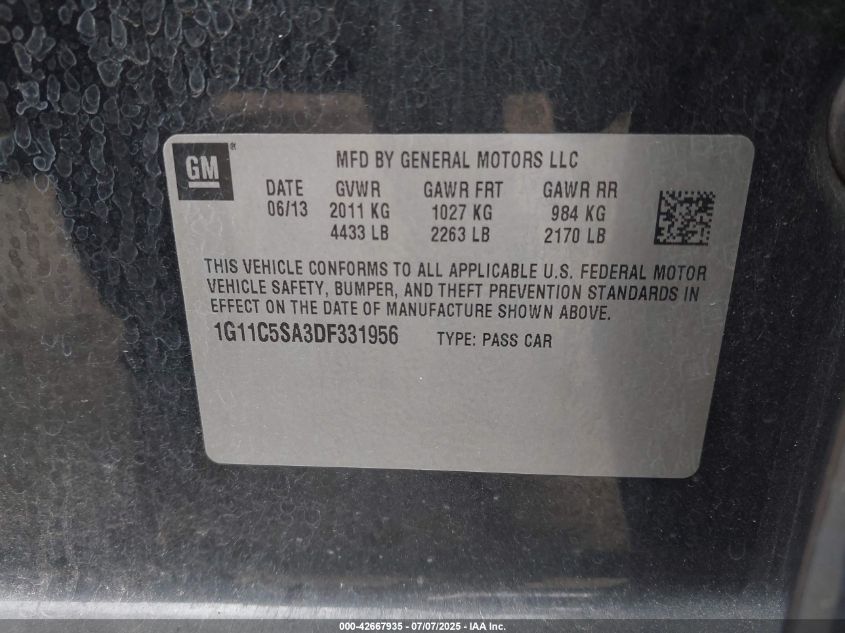 GM
MFD BY GENERAL MOTORS LLC
DATE GVWR GAWR FRT GAWR RR
06/13 2011 KG 1027 KG 984 KG
4433 LB 2263 LB 2170 LB
THIS VEHICLE CONFORMS TO ALL APPLICABLE U.S. FEDERAL MOTOR
VEHICLE SAFETY, BUMPER, AND THEFT PREVENTION STANDARDS IN
EFFECT ON THE DATE OF MANUFACTURE SHOWN ABOVE.
1G11C5SA3DF331956 TYPE: PASS CAR
000-42667935 - 07/07/2025 - IAA Inc.